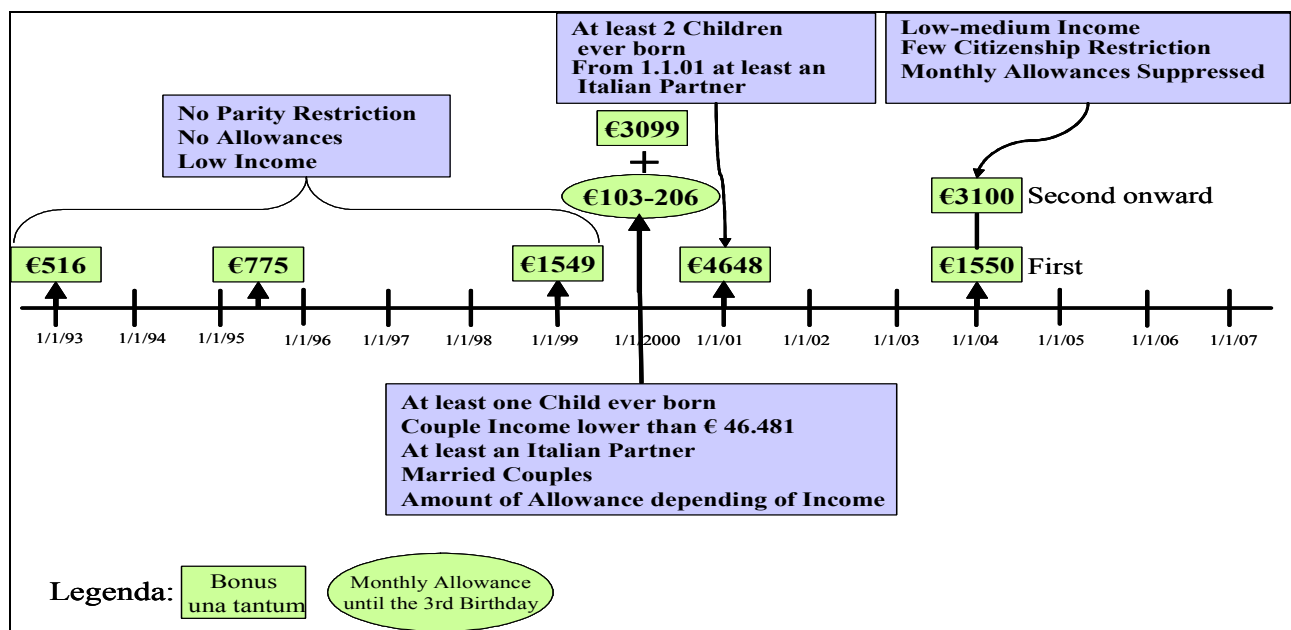 At least 2 Children
ever born
From 1.1.01 at least an
Italian Partner
Low-medium Income
Few Citizenship Restriction
Monthly Allowances Suppressed
No Parity Restriction
No Allowances
Low Income
€3099
+
€103-206
€3100 Second onward
€516
€775
€1549
€4648
€1550 First
1/1/93 1/1/94 1/1/95 1/1/96 1/1/97 1/1/98 1/1/99 1/1/2000 1/1/01 1/1/02 1/1/03 1/1/04 1/1/05 1/1/06 1/1/07
At least one Child ever born
Couple Income lower than € 46.481
At least an Italian Partner
Married Couples
Amount of Allowance depending of Income
Legenda:
Bonus
una tantum
Monthly Allowance
until the 3rd Birthday